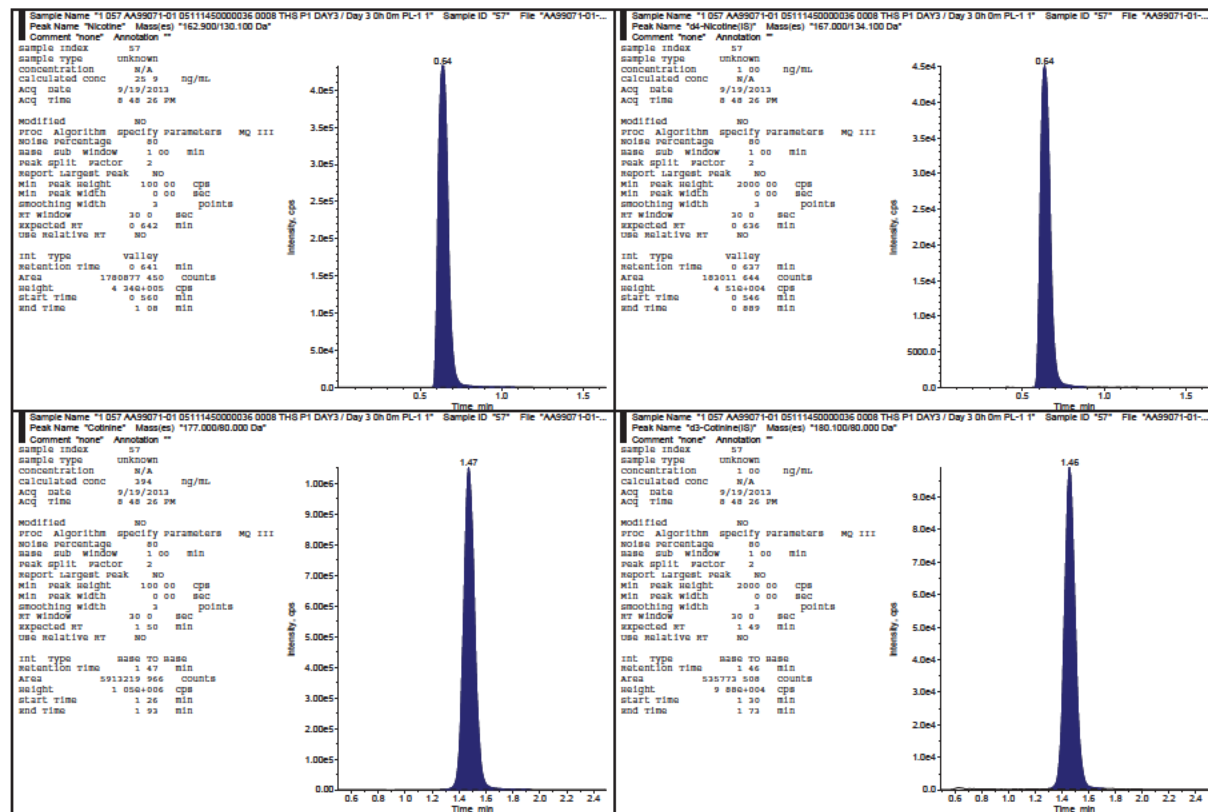 Sample Name "1 057 AA99071-01 05111450000036 0008 THS P1 DAY3 / Day 3 0h 0m PL-1 1" Sample ID "57" File "AA99071-01-...
Peak Name "Nicotine" Mass(es) "162.900/130.100 Da"
Comment "none" Annotation ""
Sample Index 57
Sample Type Unknown
Concentration N/A
Calculated Conc 25 9 ng/mL
Acq Date 9/19/2013
Acq Time 8 48 26 PM
Modified NO
Proc Algorithm Specify Parameters MQ III
Noise Percentage 80
Base Sub Window 1 00 min
Peak Split Factor 2
Report Largest Peak NO
Min Peak Height 100 00 cps
Min Peak Width 0 00 sec
Smoothing Width 3 points
RT Window 30 0 sec
Expected RT 0 642 min
Use Relative RT NO
Int Type Valley
Retention Time 0 641 min
Area 1780877 450 counts
Height 4 34e+005 cps
Start Time 0 560 min
End Time 1 08 min
0.64
4.0e5
3.5e5
3.0e5
2.5e5
2.0e5
1.5e5
1.0e5
5.0e4
0.0
Intensity, cps
0.5 1.0 1.5
Time min
Sample Name "1 057 AA99071-01 05111450000036 0008 THS P1 DAY3 / Day 3 0h 0m PL-1 1" Sample ID "57" File "AA99071-01-...
Peak Name "d4-Nicotine(IS)" Mass(es) "167.000/134.100 Da"
Comment "none" Annotation ""
Sample Index 57
Sample Type Unknown
Concentration 1 00 ng/mL
Calculated Conc N/A
Acq Date 9/19/2013
Acq Time 8 48 26 PM
Modified NO
Proc Algorithm Specify Parameters MQ III
Noise Percentage 80
Base Sub Window 1 00 min
Peak Split Factor 2
Report Largest Peak NO
Min Peak Height 2000 00 cps
Min Peak Width 0 00 sec
Smoothing Width 3 points
RT Window 30 0 sec
Expected RT 0 636 min
Use Relative RT NO
Int Type Valley
Retention Time 0 637 min
Area 183011 644 counts
Height 4 51e+004 cps
Start Time 0 546 min
End Time 0 889 min
0.64
4.5e4
4.0e4
3.5e4
3.0e4
2.5e4
2.0e4
1.5e4
1.0e4
5000.0
0.0
Intensity, cps
0.5 1.0 1.5
Time min
Sample Name "1 057 AA99071-01 05111450000036 0008 THS P1 DAY3 / Day 3 0h 0m PL-1 1" Sample ID "57" File "AA99071-01-...
Peak Name "Cotinine" Mass(es) "177.000/80.000 Da"
Comment "none" Annotation ""
Sample Index 57
Sample Type Unknown
Concentration N/A
Calculated Conc 394 ng/mL
Acq Date 9/19/2013
Acq Time 8 48 26 PM
Modified NO
Proc Algorithm Specify Parameters MQ III
Noise Percentage 80
Base Sub Window 1 00 min
Peak Split Factor 2
Report Largest Peak NO
Min Peak Height 100 00 cps
Min Peak Width 0 00 sec
Smoothing Width 3 points
RT Window 30 0 sec
Expected RT 1 50 min
Use Relative RT NO
Int Type Base To Base
Retention Time 1 47 min
Area 5913219 966 counts
Height 1 05e+006 cps
Start Time 1 26 min
End Time 1 93 min
1.47
1.00e6
9.00e5
8.00e5
7.00e5
6.00e5
5.00e5
4.00e5
3.00e5
2.00e5
1.00e5
0.00
Intensity, cps
0.6 0.8 1.0 1.2 1.4 1.6 1.8 2.0 2.2 2.4
Time min
Sample Name "1 057 AA99071-01 05111450000036 0008 THS P1 DAY3 / Day 3 0h 0m PL-1 1" Sample ID "57" File "AA99071-01-...
Peak Name "d3-Cotinine(IS)" Mass(es) "180.100/80.000 Da"
Comment "none" Annotation ""
Sample Index 57
Sample Type Unknown
Concentration 1 00 ng/mL
Calculated Conc N/A
Acq Date 9/19/2013
Acq Time 8 48 26 PM
Modified NO
Proc Algorithm Specify Parameters MQ III
Noise Percentage 80
Base Sub Window 1 00 min
Peak Split Factor 2
Report Largest Peak NO
Min Peak Height 2000 00 cps
Min Peak Width 0 00 sec
Smoothing Width 3 points
RT Window 30 0 sec
Expected RT 1 49 min
Use Relative RT NO
Int Type Base To Base
Retention Time 1 46 min
Area 535773 508 counts
Height 9 88e+004 cps
Start Time 1 30 min
End Time 1 73 min
1.46
9.0e4
8.0e4
7.0e4
6.0e4
5.0e4
4.0e4
3.0e4
2.0e4
1.0e4
0.0
Intensity, cps
0.6 0.8 1.0 1.2 1.4 1.6 1.8 2.0 2.2 2.4
Time min